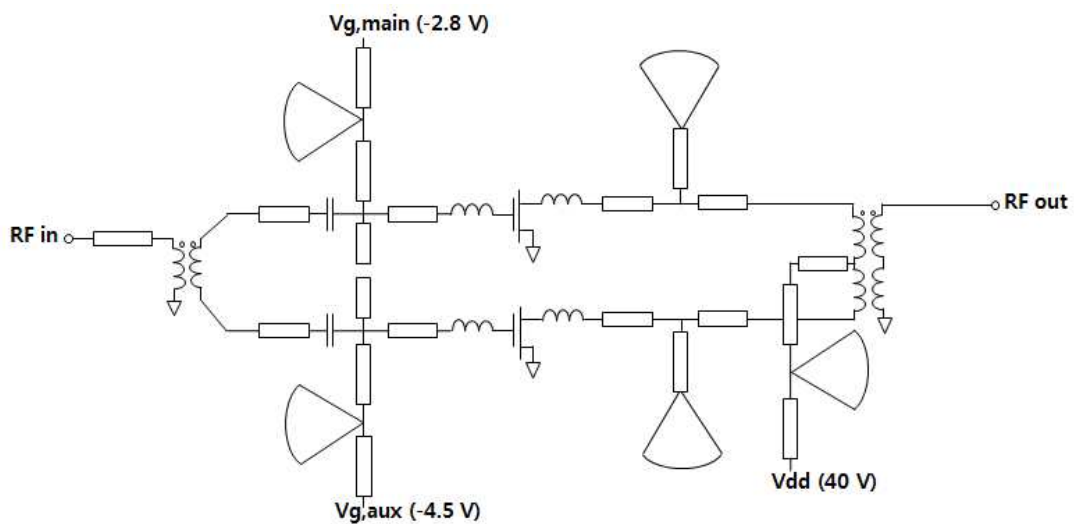 Vg,main (-2.8 V)
RF in
RF out
Vdd (40 V)
Vg,aux (-4.5 V)